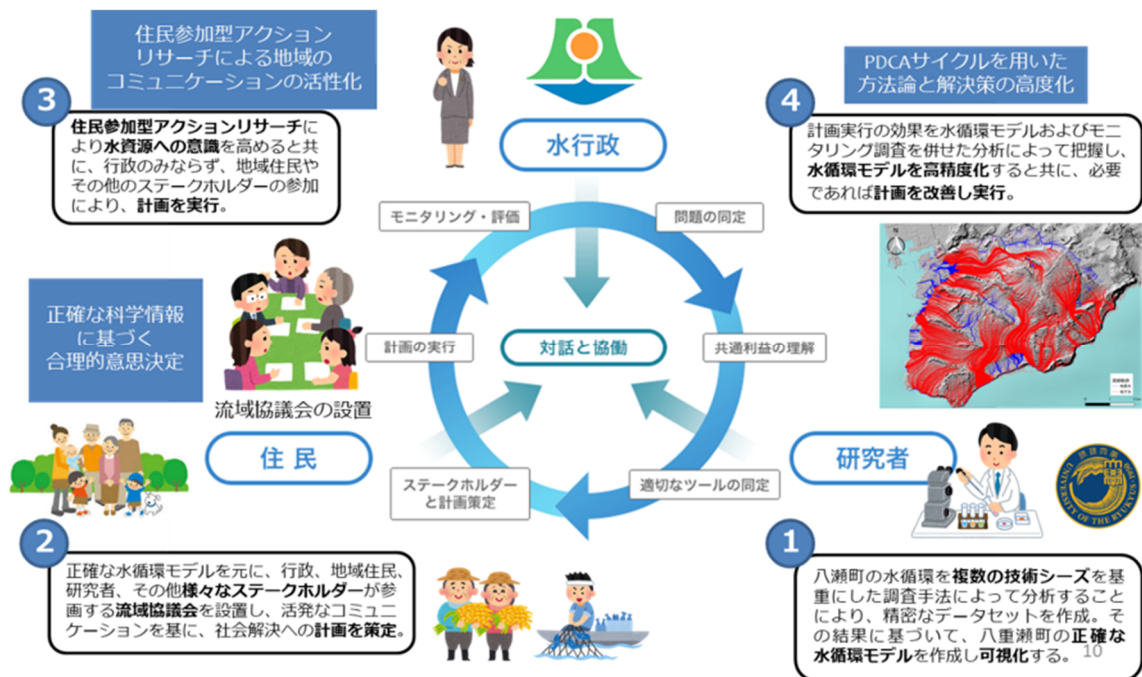 住民参加型アクション
リサーチによる地域の
コミュニケーションの活性化
3
住民参加型アクションリサーチに
より水資源への意識を高めると共
に、行政のみならず、地域住民や
その他のステークホルダーの参加
により、計画を実行。
水行政
PDCAサイクルを用いた
方法論と解決策の高度化
4
計画実行の効果を水循環モデルおよびモニ
タリング調査を併せた分析によって把握し、
水循環モデルを高精度化すると共に、必要
であれば計画を改善し実行。
モニタリング・評価
問題の同定
N
正確な科学情報
に基づく
合理的意思決定
計画の実行
対話と協働
共通利益の理解
流域協議会の設置
住 民
研究者
ステークホルダー
と計画策定
適切なツールの同定
UNIVERSITY OF THE RYUKYUS
1950
2
正確な水循環モデルを元に、行政、地域住民、
研究者、その他様々なステークホルダーが参
画する流域協議会を設置し、活発なコミュニ
ケーションを基に、社会解決への計画を策定。
1
八瀬町の水循環を複数の技術シーズを基
重にした調査手法によって分析すること
により、精密なデータセットを作成。そ
の結果に基づいて、八重瀬町の正確な
水循環モデルを作成し可視化する。
10